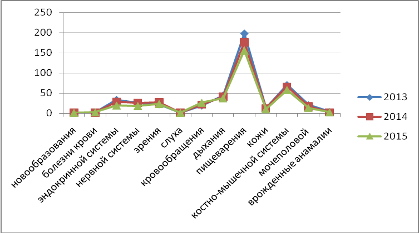 250
200
150
100
50
0
новообразования
болезни крови
эндокринной системы
нервной системы
зрения
слуха
кровообращения
дыхания
пищеварения
кожи
костно-мышечной системы
мочеполовой
врожденные анамалии
2013
2014
2015